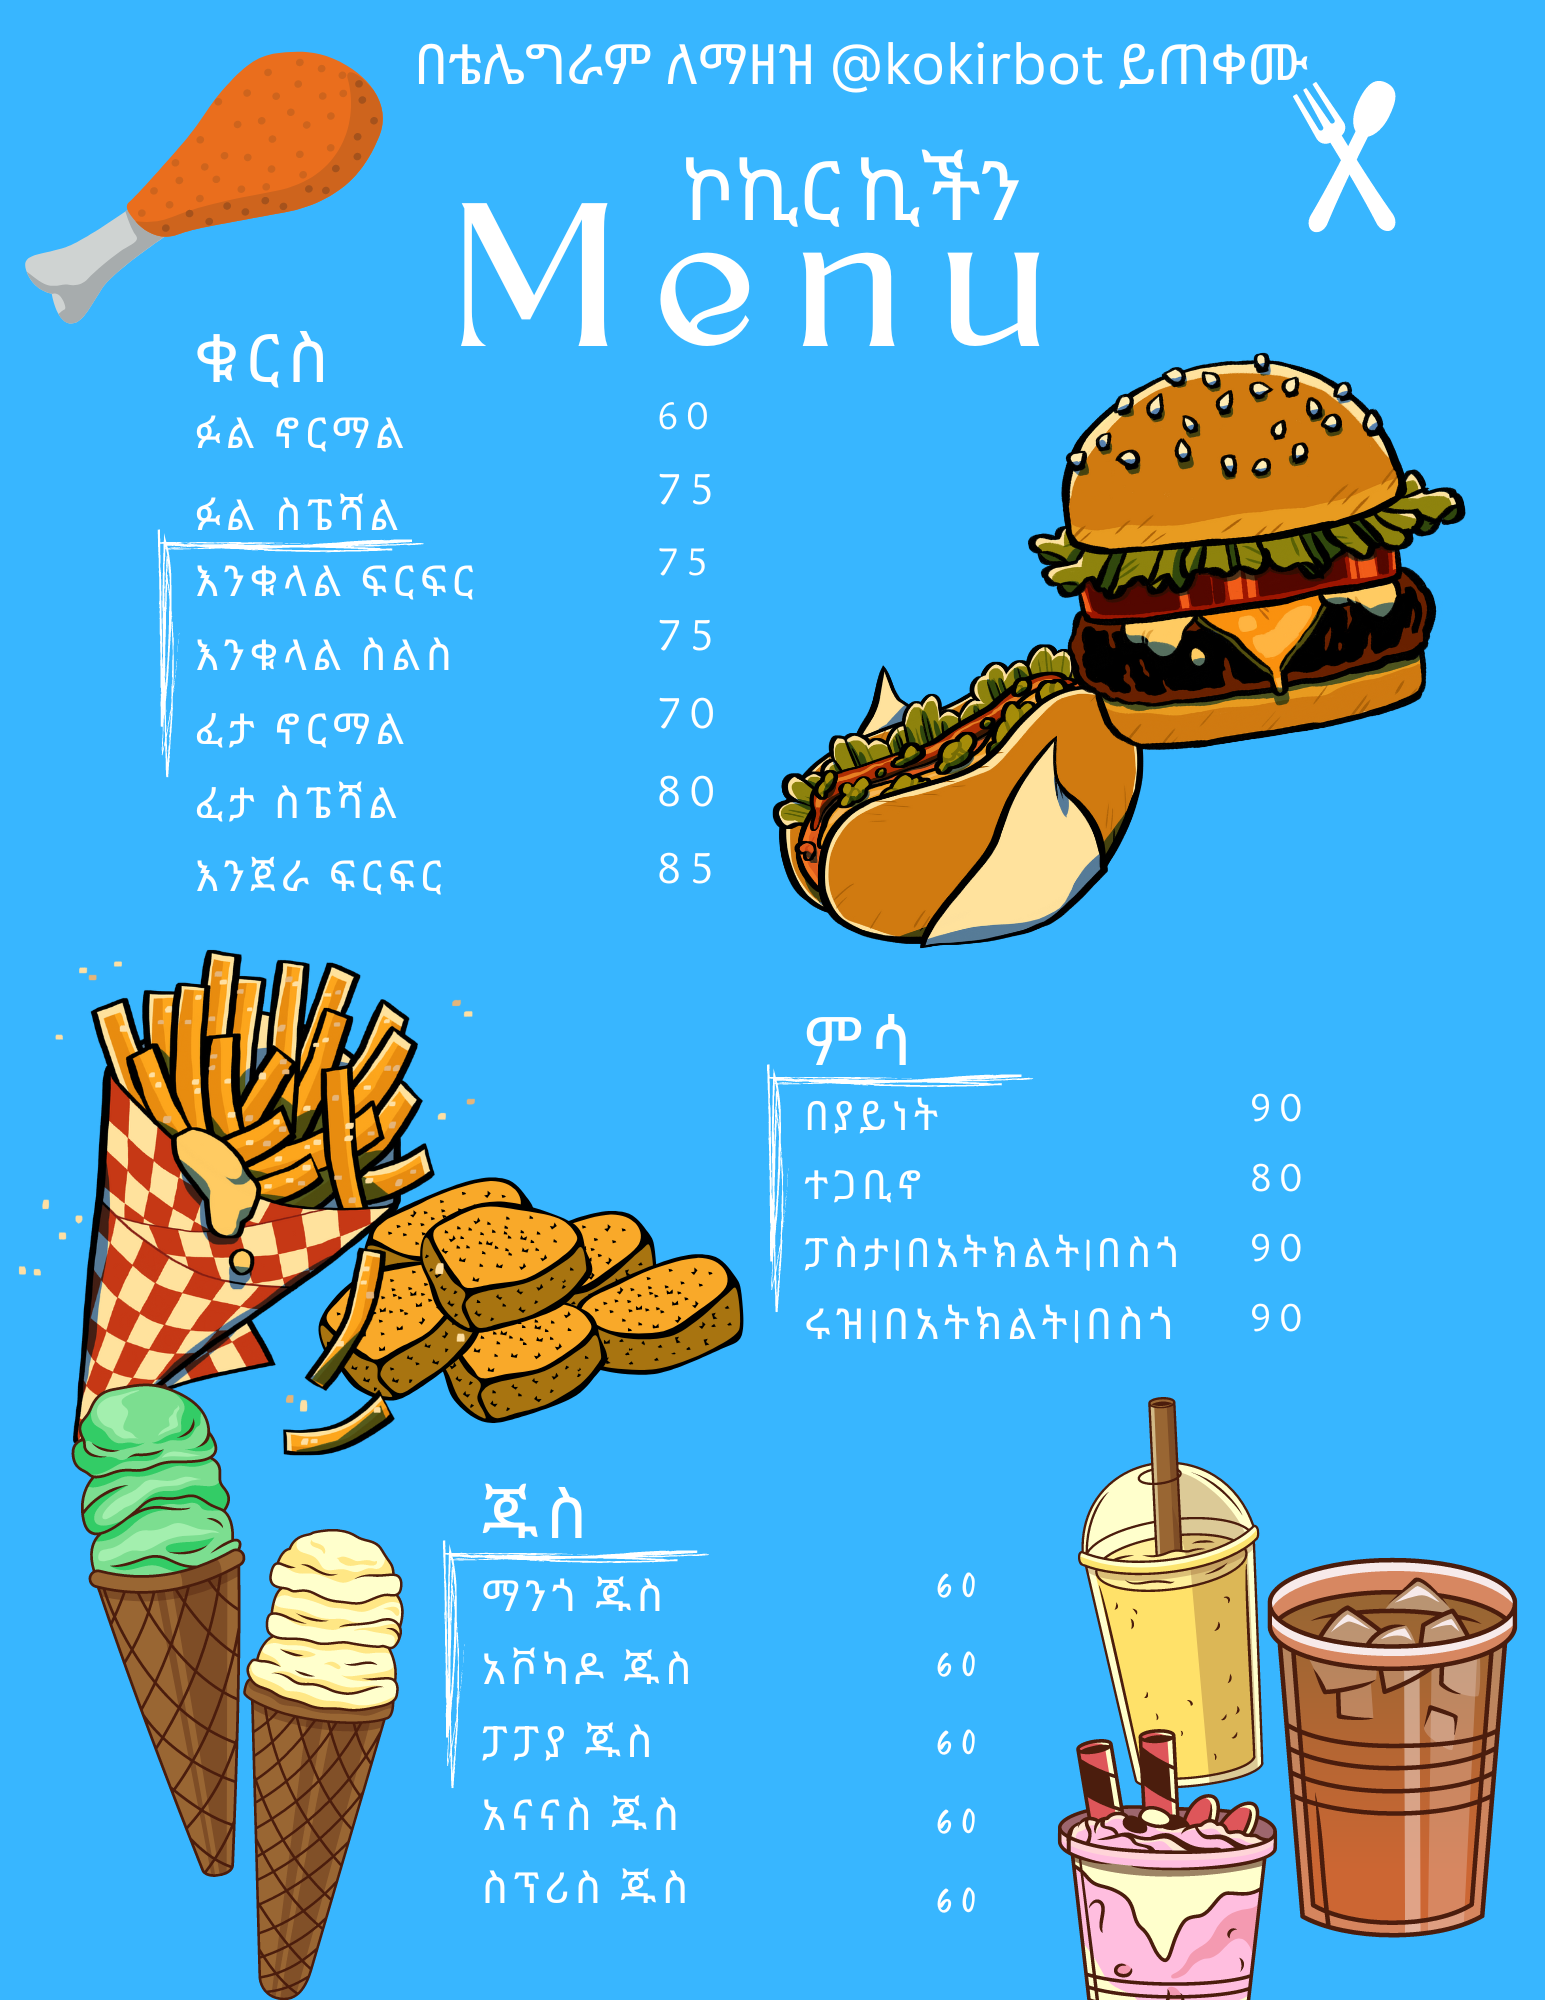 በቴሌግራም ለማዘዝ @kokirbot ይጠቀሙ
ኮኪር ኪችን
Menu
ቁርስ
ፉል ኖርማል 60
ፉል ስፔሻል 75
እንቁላል ፍርፍር 75
እንቁላል ስልስ 75
ፈታ ኖርማል 70
ፈታ ስፔሻል 80
እንጀራ ፍርፍር 85
ምሳ
በያይነት 90
ተጋቢኖ 80
ፓስታ|በአትክልት|በስጎ 90
ሩዝ|በአትክልት|በስጎ 90
ጁስ
ማንጎ ጁስ 60
አቮካዶ ጁስ 60
ፓፓያ ጁስ 60
አናናስ ጁስ 60
ስፕሪስ ጁስ 60